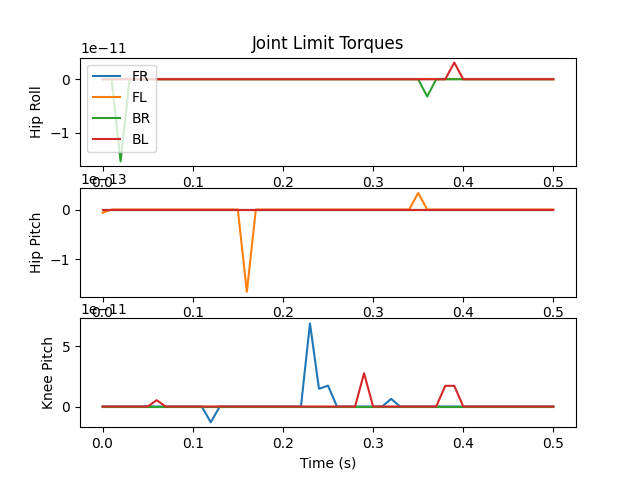 Joint Limit Torques
1e−11
Hip Roll
0
−1
FR
FL
BR
BL
0.0 0.1 0.2 0.3 0.4 0.5
1e−13
Hip Pitch
0
−1
0.0 0.1 0.2 0.3 0.4 0.5
1e−11
Knee Pitch
5
0
0.0 0.1 0.2 0.3 0.4 0.5
Time (s)